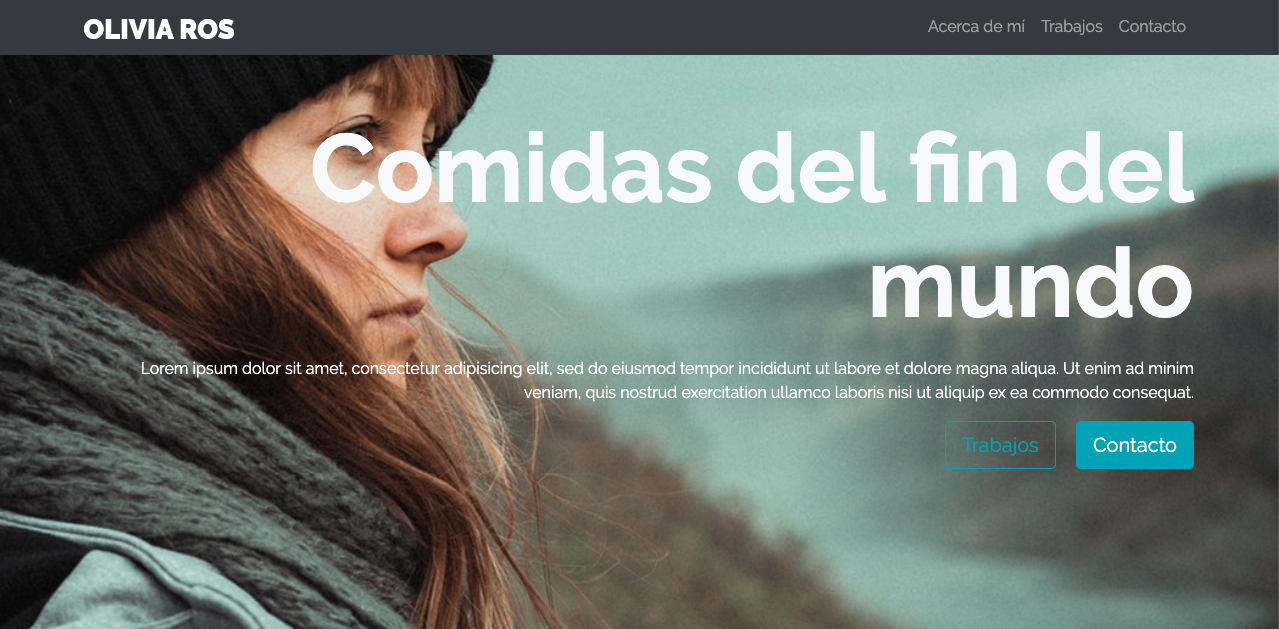 OLIVIA ROS
Acerca de mí Trabajos Contacto
Comidas del fin del
mundo
Lorem ipsum dolor sit amet, consectetur adipisicing elit, sed do eiusmod tempor incididunt ut labore et dolore magna aliqua. Ut enim ad minim
veniam, quis nostrud exercitation ullamco laboris nisi ut aliquip ex ea commodo consequat.
Trabajos Contacto